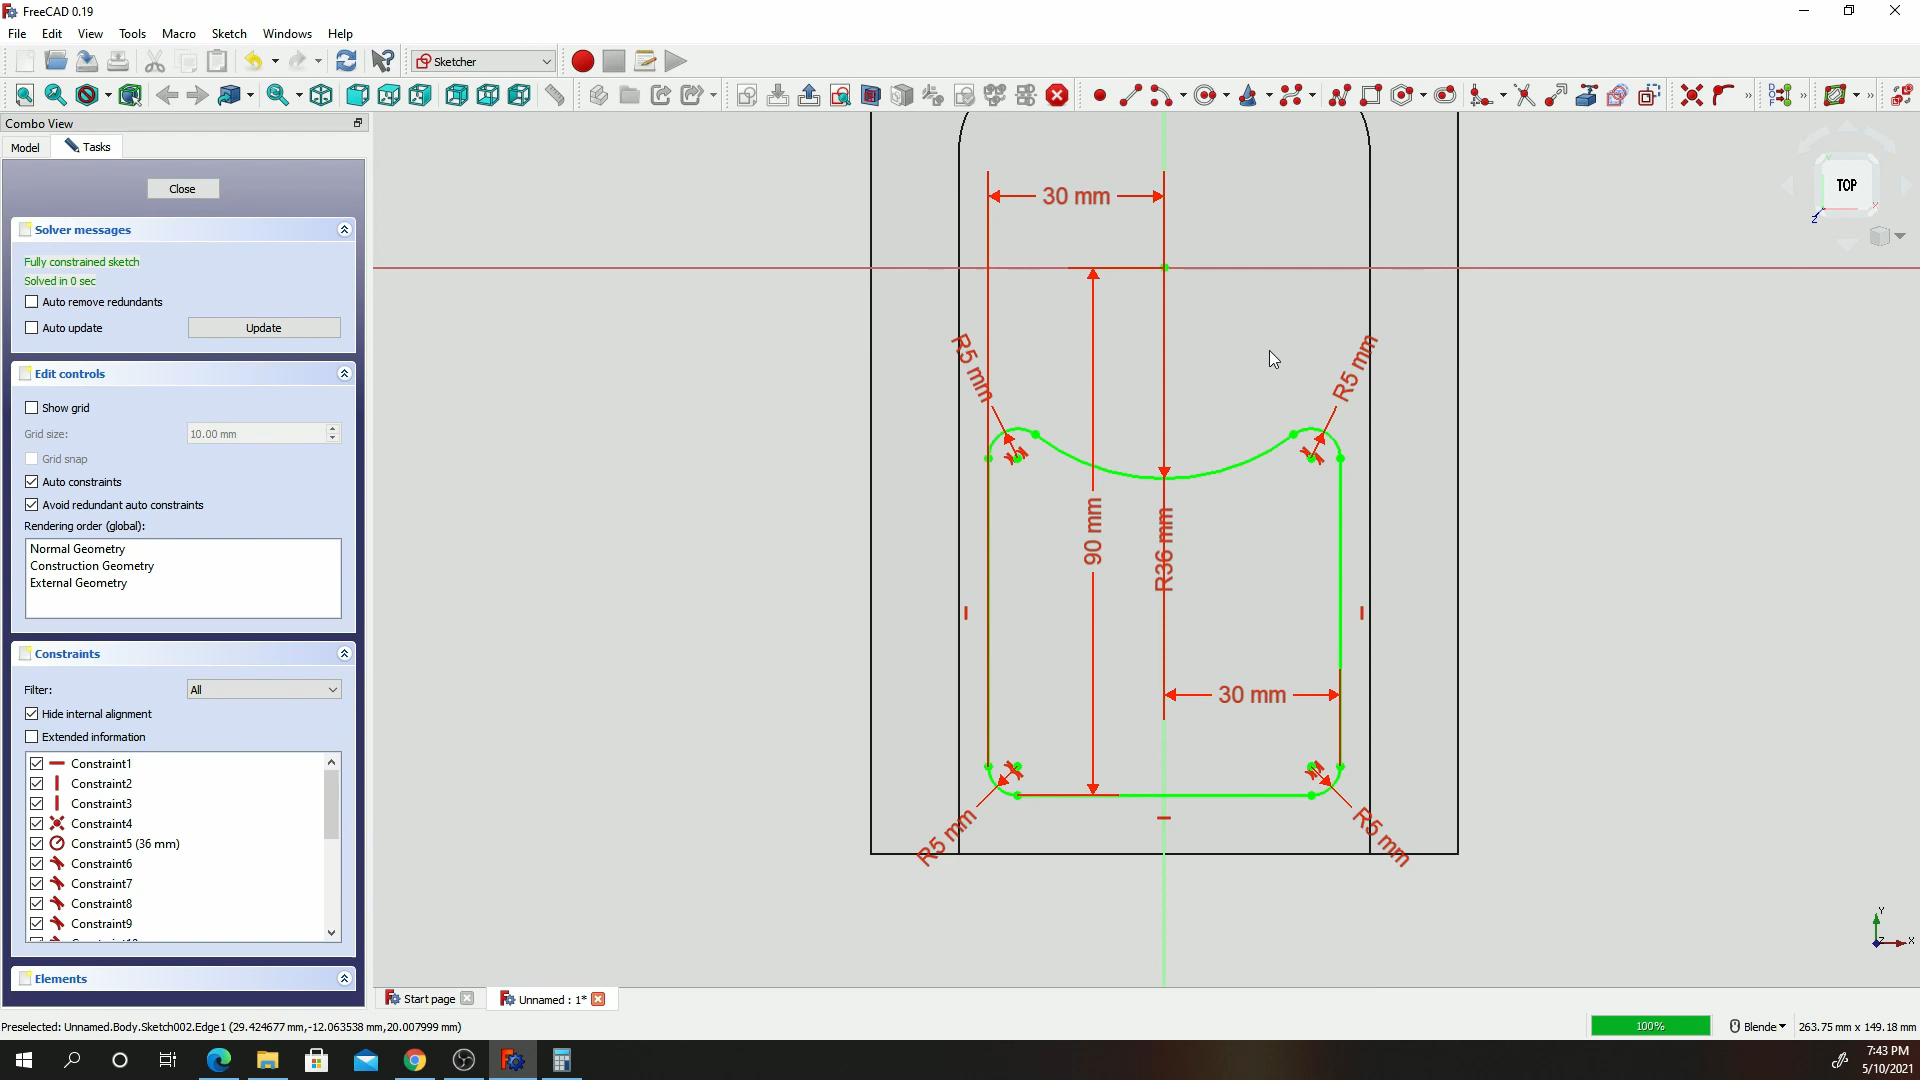 FreeCAD 0.19
File Edit View Tools Macro Sketch Windows Help
Sketcher
Combo View
Model Tasks
Close
Solver messages
Fully constrained sketch
Solved in 0 sec
Auto remove redundants
Auto update Update
Edit controls
Show grid
Grid size: 10.00 mm
Grid snap
Auto constraints
Avoid redundant auto constraints
Rendering order (global):
Normal Geometry
Construction Geometry
External Geometry
Constraints
Filter: All
Hide internal alignment
Extended information
Constraint1
Constraint2
Constraint3
Constraint4
Constraint5 (36 mm)
Constraint6
Constraint7
Constraint8
Constraint9
Elements
30 mm
R5 mm
R5 mm
90 mm
R36 mm
30 mm
R5 mm
R5 mm
TOP
Y
X
Z
Y
X
Z
Start page Unnamed : 1*
Preselected: Unnamed.Body.Sketch002.Edge1 (29.424677 mm,-12.063538 mm,20.007999 mm)
100% Blende 263.75 mm x 149.18 mm
7:43 PM
5/10/2021